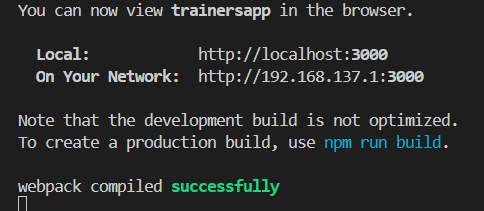 You can now view trainersapp in the browser.
Local: http://localhost:3000
On Your Network: http://192.168.137.1:3000
Note that the development build is not optimized.
To create a production build, use npm run build.
webpack compiled successfully